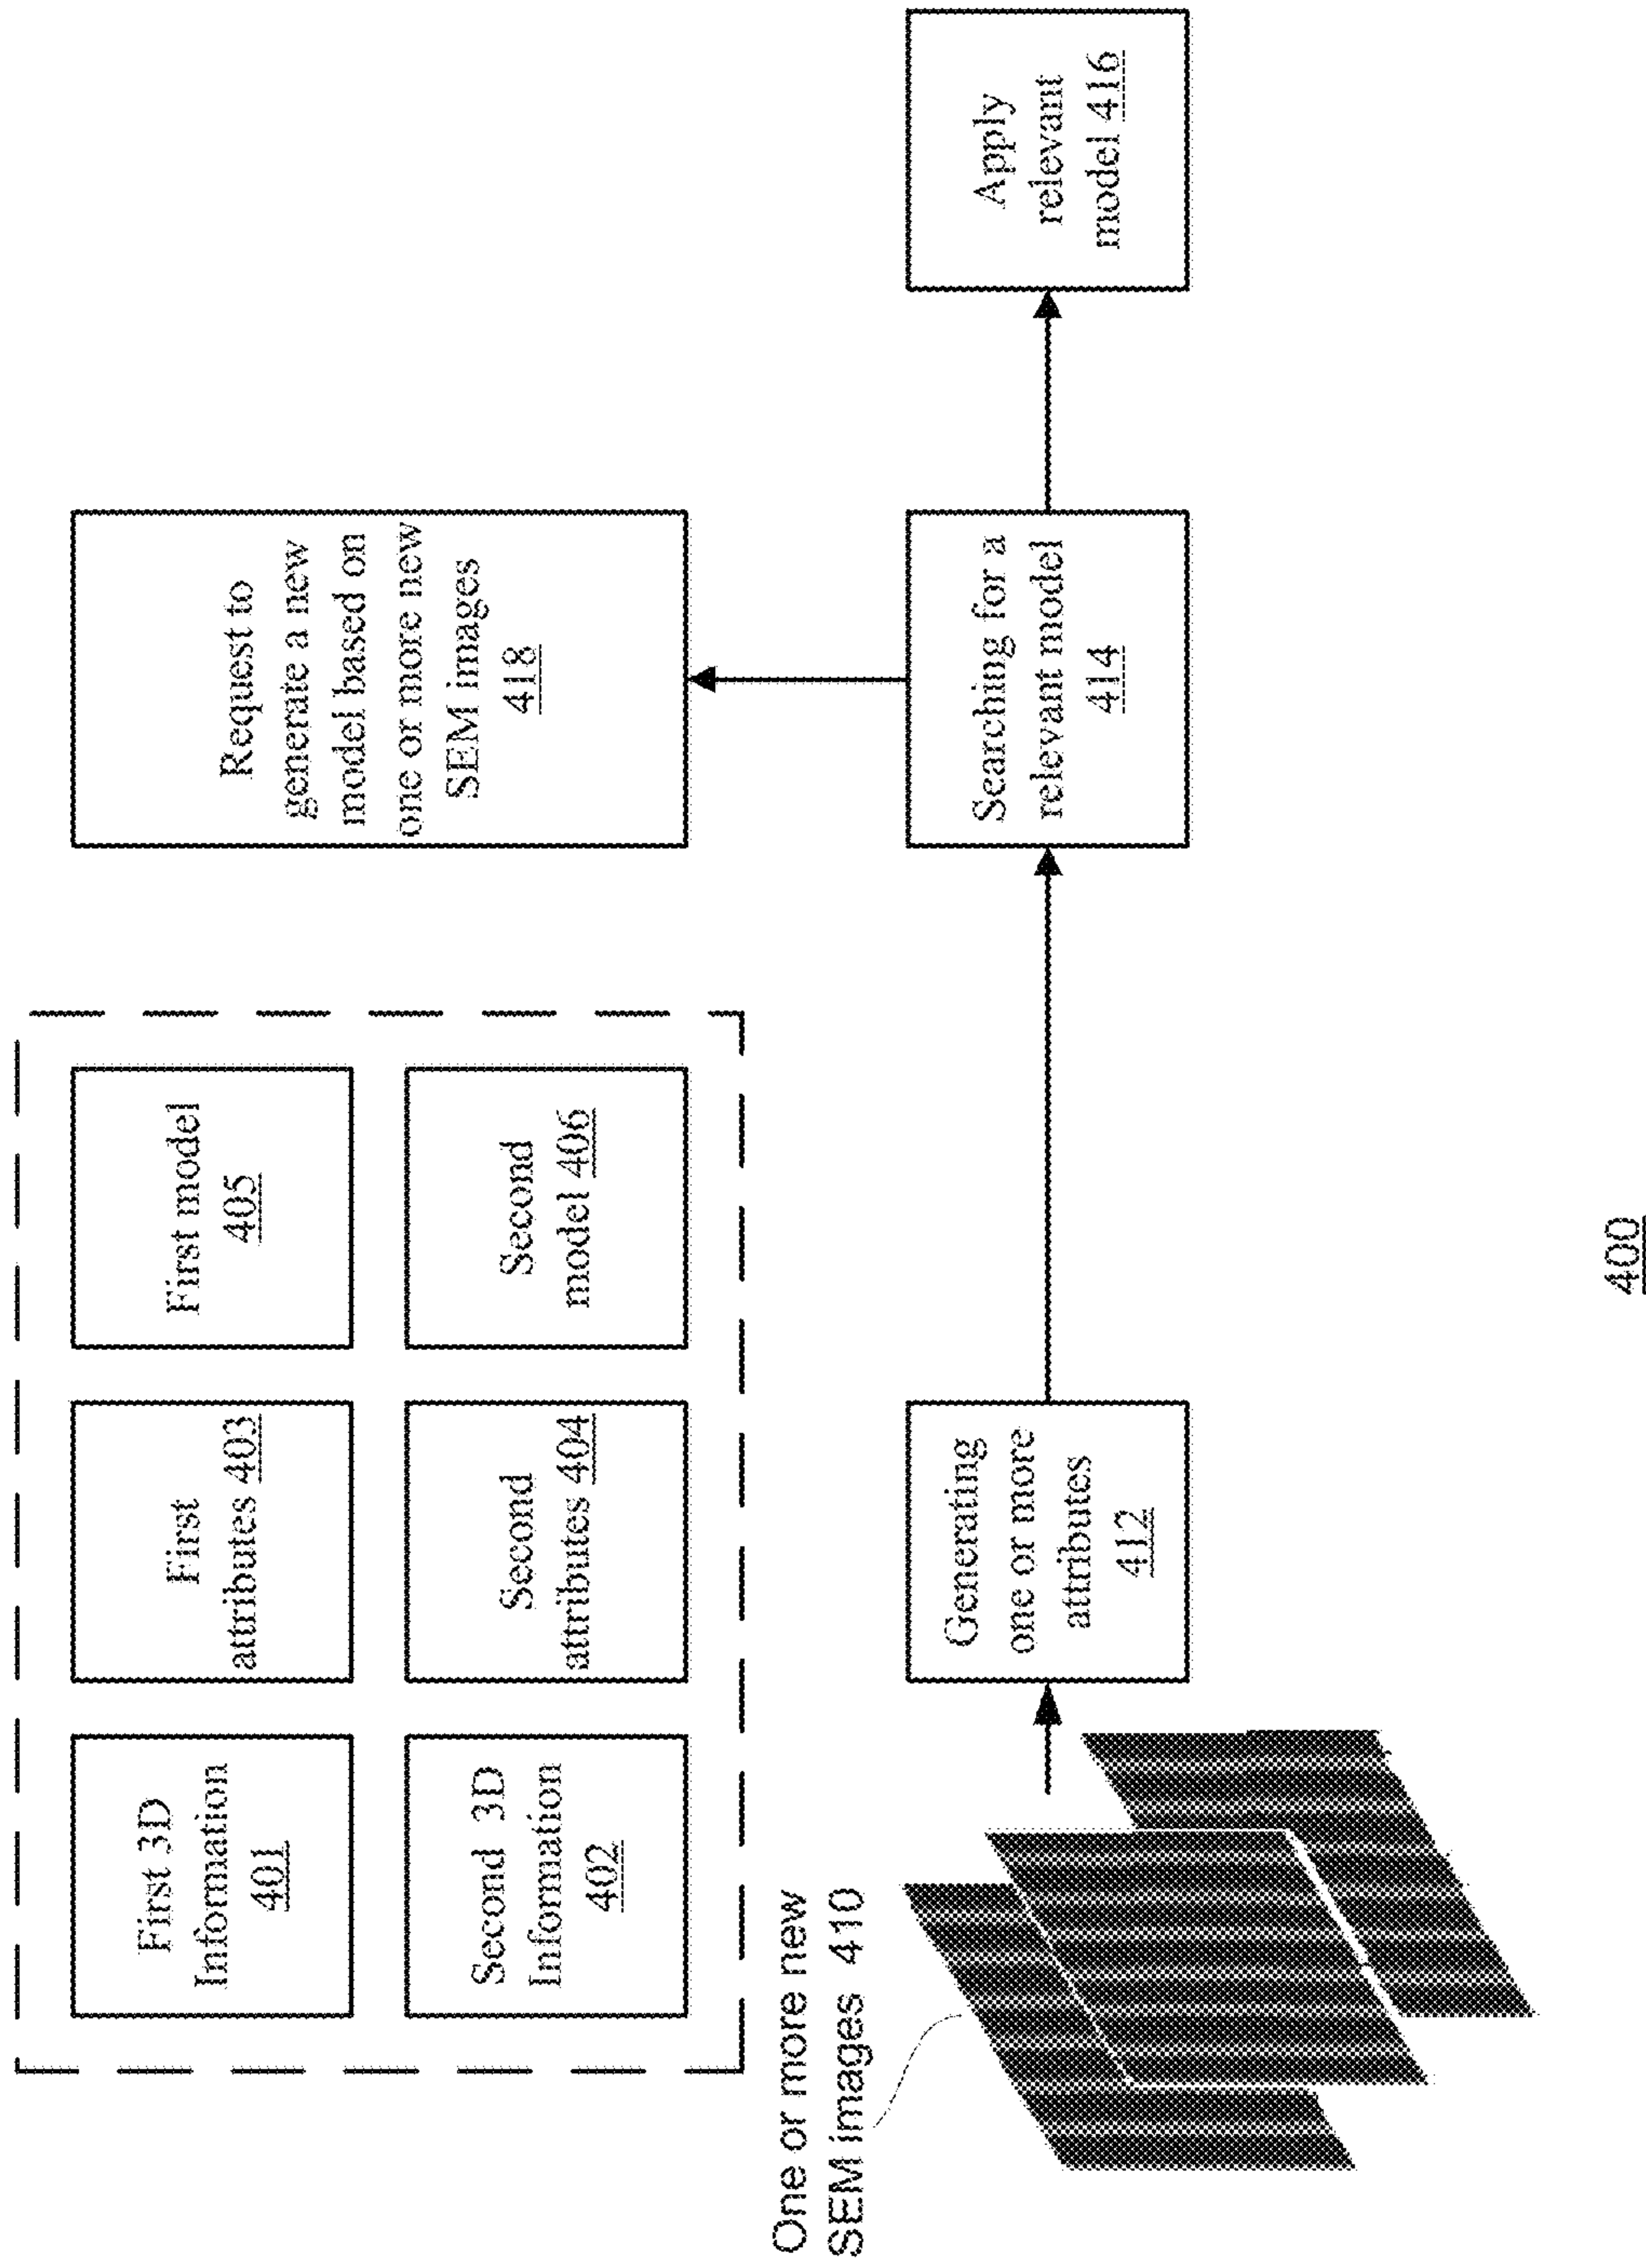 First 3D
Information
401
First
attributes 403
First model
405
Second 3D
Information
402
Second
attributes 404
Second
model 406
Request to
generate a new
model based on
one or more new
SEM images
418
One or more new
SEM images 410
Generating
one or more
attributes
412
Searching for a
relevant model
414
Apply
relevant
model 416
400